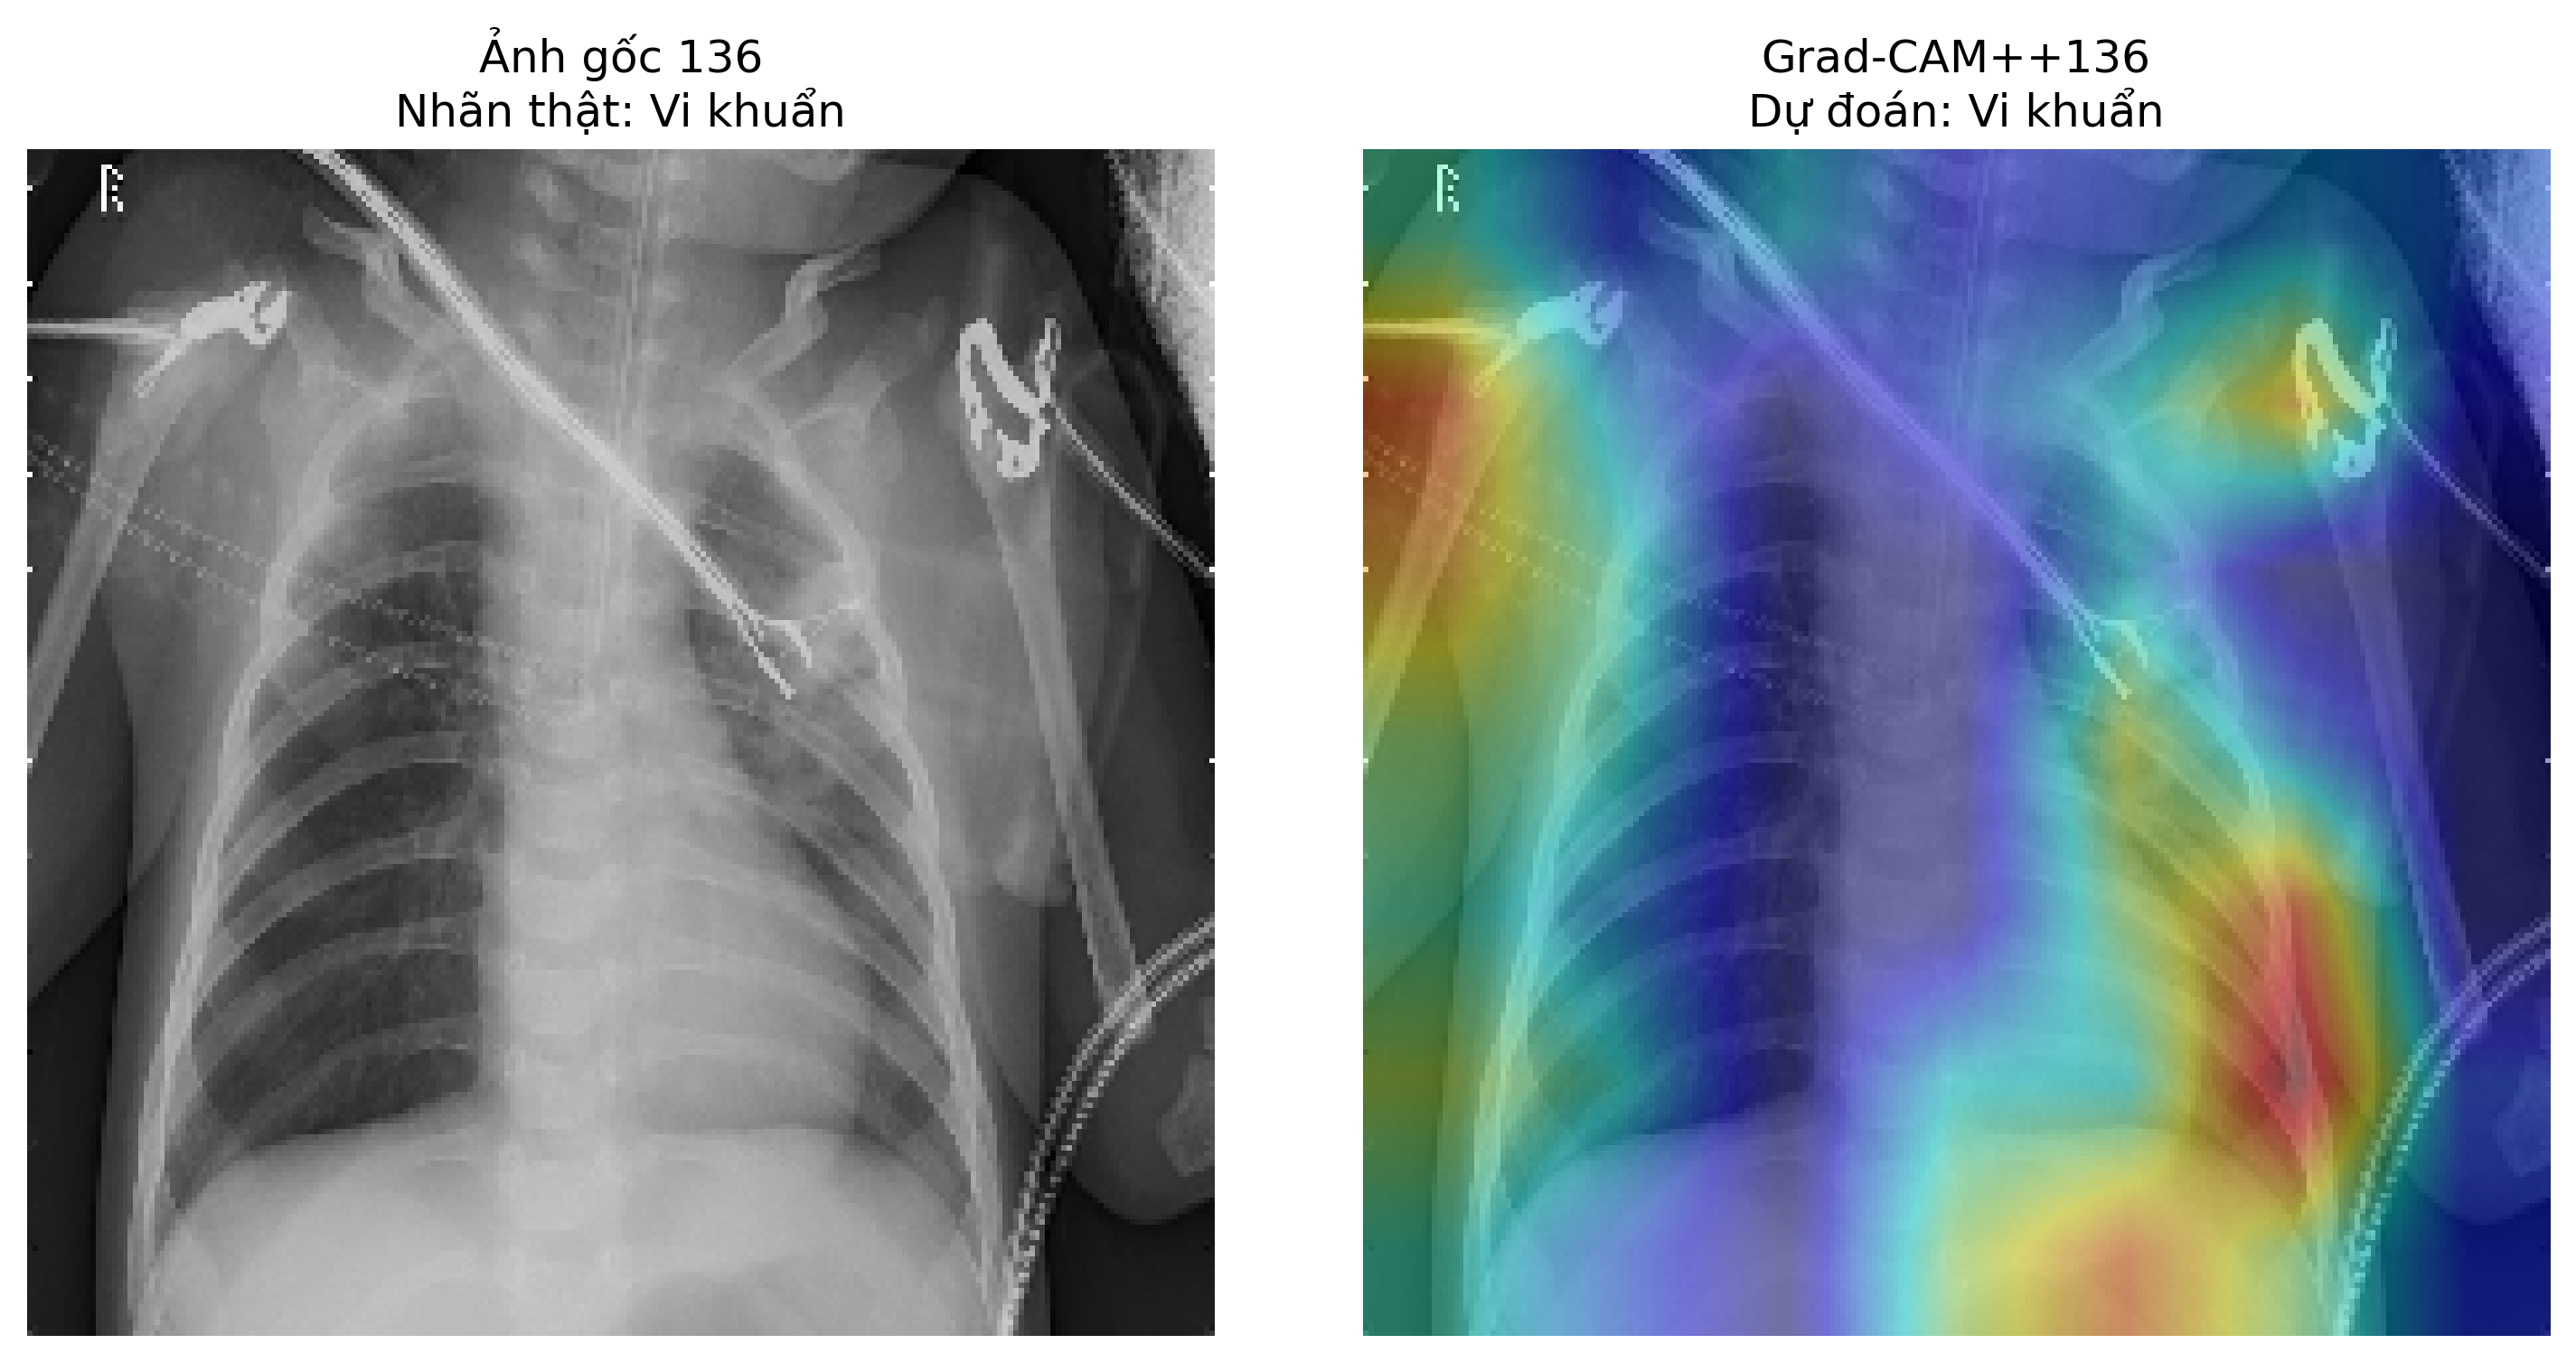 Ảnh gốc 136
Nhãn thật: Vi khuẩn
Grad-CAM++136
Dự đoán: Vi khuẩn
R
R